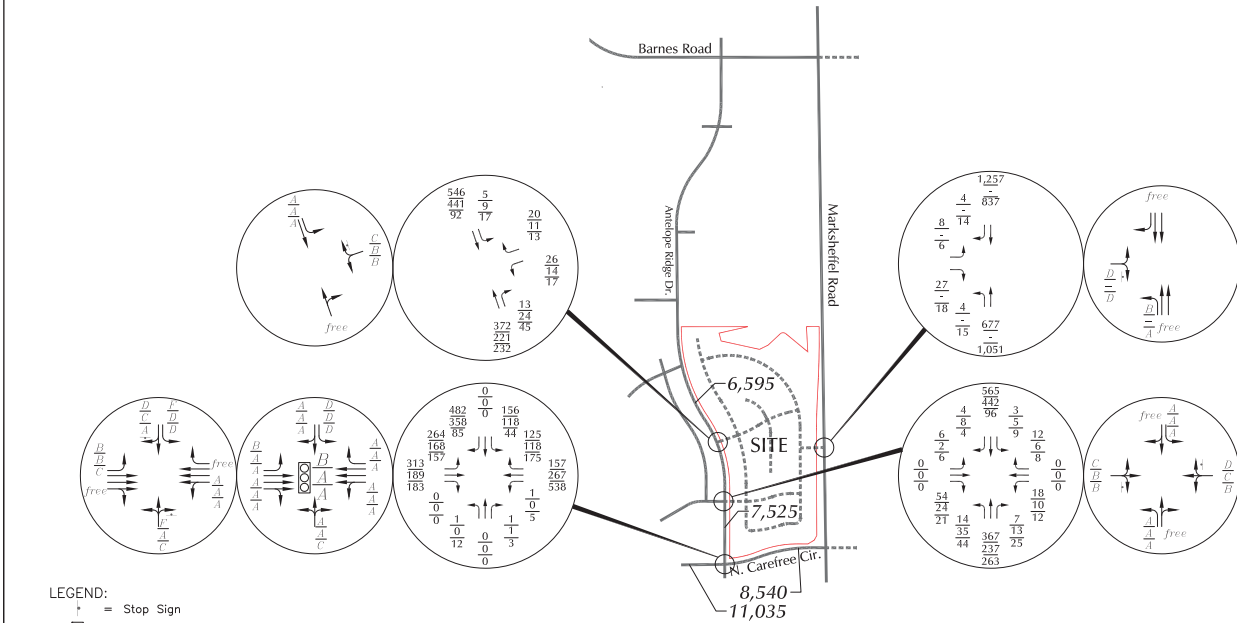 Barnes Road
Antelope Ridge Dr.
Marksheffel Road
A
A
A
C
B
B
free
546
441
92
5
9
17
20
11
13
26
14
17
13
24
45
372
221
232
1,257
-
837
4
-
14
8
-
6
27
-
18
4
-
15
677
-
1,051
free
D
-
D
B
-
A
free
6,595
SITE
7,525
N. Carefree Cir.
8,540
11,035
D
C
A
F
D
D
B
B
C
free
free
A
A
A
F
A
C
A
A
A
D
D
D
B
A
A
A
A
A
B
A
A
A
A
A
A
A
A
A
A
C
0
0
0
482
358
85
156
118
44
264
168
157
125
118
175
313
189
183
157
267
538
0
0
0
1
0
5
1
0
12
1
1
3
0
0
0
565
442
96
4
8
4
3
5
9
6
2
6
12
6
8
0
0
0
0
0
0
54
24
21
18
10
12
14
35
44
7
13
25
367
237
263
free
A
A
A
C
B
B
D
C
B
A
A
A
free
LEGEND:
= Stop Sign